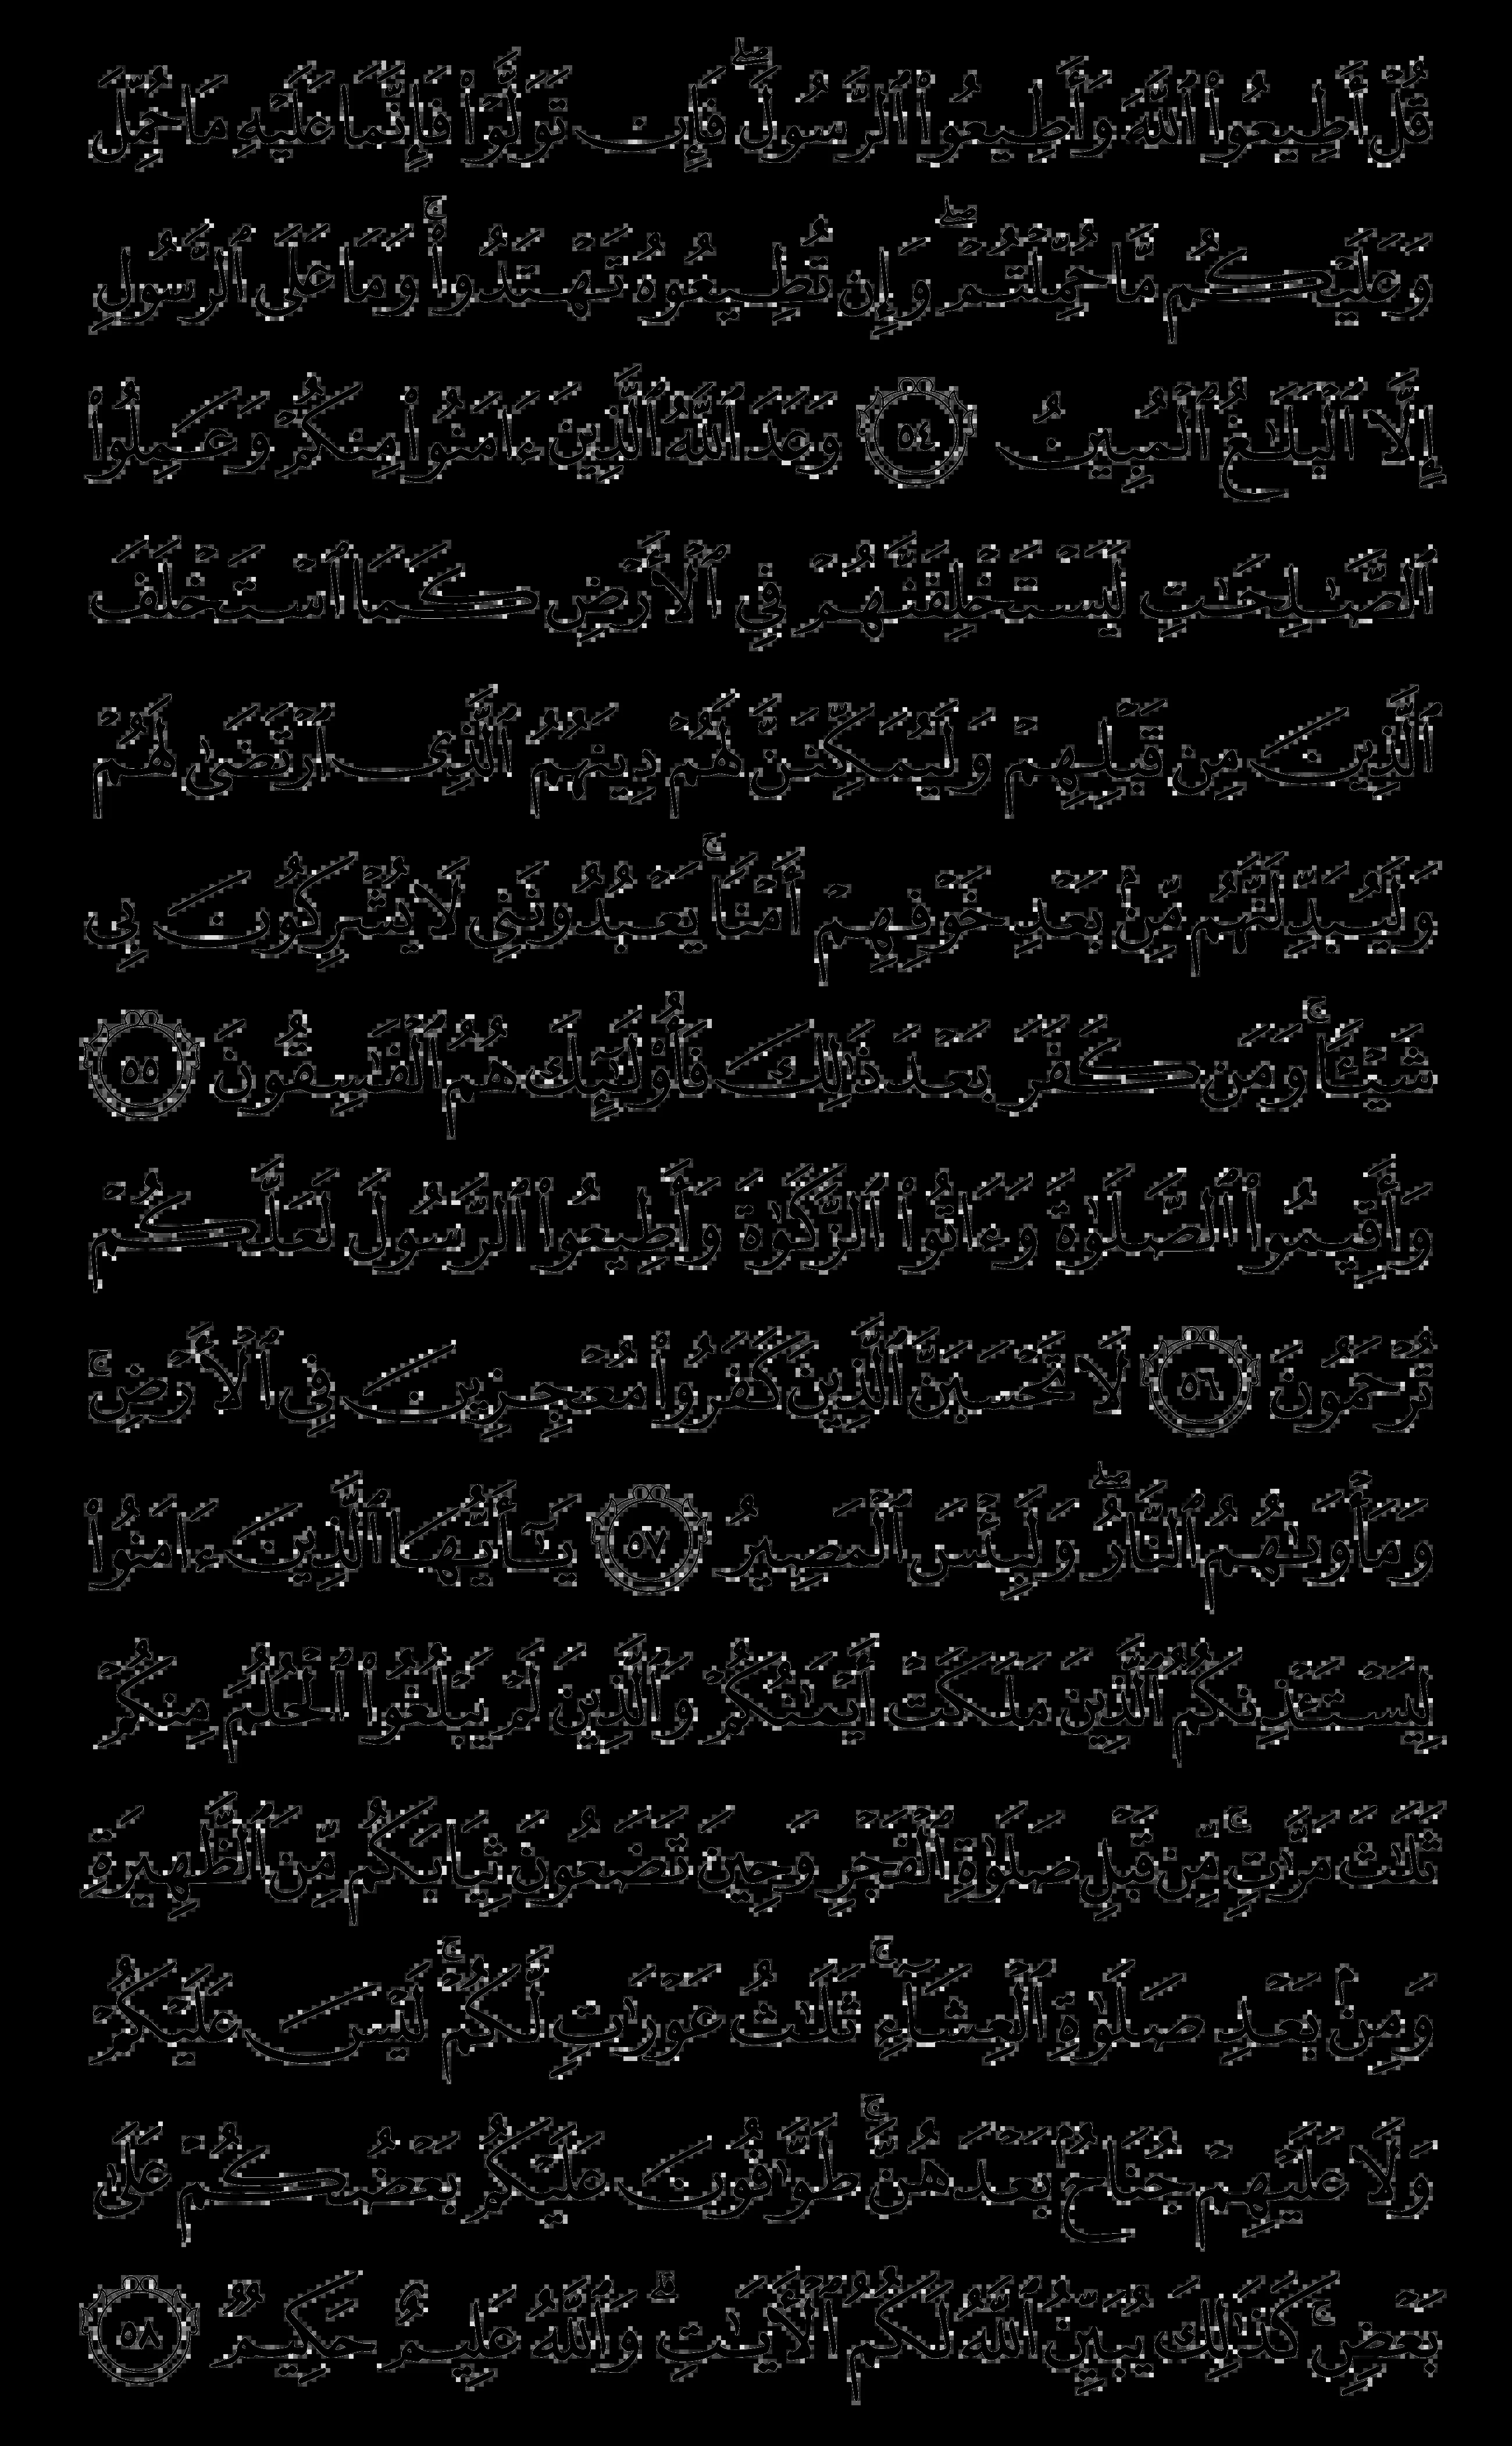 قُلْ أَطِيعُوا۟ ٱللَّهَ وَأَطِيعُوا۟ ٱلرَّسُولَ ۖ فَإِن تَوَلَّوْا۟ فَإِنَّمَا عَلَيْهِ مَا حُمِّلَ
وَعَلَيْكُم مَّا حُمِّلْتُمْ ۖ وَإِن تُطِيعُوهُ تَهْتَدُوا۟ ۚ وَمَا عَلَى ٱلرَّسُولِ
إِلَّا ٱلْبَلَـٰغُ ٱلْمُبِينُ ٥٤ وَعَدَ ٱللَّهُ ٱلَّذِينَ ءَامَنُوا۟ مِنكُمْ وَعَمِلُوا۟
ٱلصَّـٰلِحَـٰتِ لَيَسْتَخْلِفَنَّهُمْ فِى ٱلْأَرْضِ كَمَا ٱسْتَخْلَفَ
ٱلَّذِينَ مِن قَبْلِهِمْ وَلَيُمَكِّنَنَّ لَهُمْ دِينَهُمُ ٱلَّذِى ٱرْتَضَىٰ لَهُمْ
وَلَيُبَدِّلَنَّهُم مِّنۢ بَعْدِ خَوْفِهِمْ أَمْنًا ۚ يَعْبُدُونَنِى لَا يُشْرِكُونَ بِى
شَيْـًٔا ۚ وَمَن كَفَرَ بَعْدَ ذَٰلِكَ فَأُو۟لَـٰٓئِكَ هُمُ ٱلْفَـٰسِقُونَ ٥٥
وَأَقِيمُوا۟ ٱلصَّلَوٰةَ وَءَاتُوا۟ ٱلزَّكَوٰةَ وَأَطِيعُوا۟ ٱلرَّسُولَ لَعَلَّكُمْ
تُرْحَمُونَ ٥٦ لَا تَحْسَبَنَّ ٱلَّذِينَ كَفَرُوا۟ مُعْجِزِينَ فِى ٱلْأَرْضِ ۚ
وَمَأْوَىٰهُمُ ٱلنَّارُ ۖ وَلَبِئْسَ ٱلْمَصِيرُ ٥٧ يَـٰٓأَيُّهَا ٱلَّذِينَ ءَامَنُوا۟
لِيَسْتَـْٔذِنكُمُ ٱلَّذِينَ مَلَكَتْ أَيْمَـٰنُكُمْ وَٱلَّذِينَ لَمْ يَبْلُغُوا۟ ٱلْحُلُمَ مِنكُمْ
ثَلَـٰثَ مَرَّٰتٍ ۚ مِّن قَبْلِ صَلَوٰةِ ٱلْفَجْرِ وَحِينَ تَضَعُونَ ثِيَابَكُم مِّنَ ٱلظَّهِيرَةِ
وَمِنۢ بَعْدِ صَلَوٰةِ ٱلْعِشَآءِ ۚ ثَلَـٰثُ عَوْرَٰتٍ لَّكُمْ ۚ لَيْسَ عَلَيْكُمْ
وَلَا عَلَيْهِمْ جُنَاحٌۢ بَعْدَهُنَّ ۚ طَوَّٰفُونَ عَلَيْكُم بَعْضُكُمْ عَلَىٰ
بَعْضٍ ۚ كَذَٰلِكَ يُبَيِّنُ ٱللَّهُ لَكُمُ ٱلْـَٔايَـٰتِ ۗ وَٱللَّهُ عَلِيمٌ حَكِيمٌ ٥٨